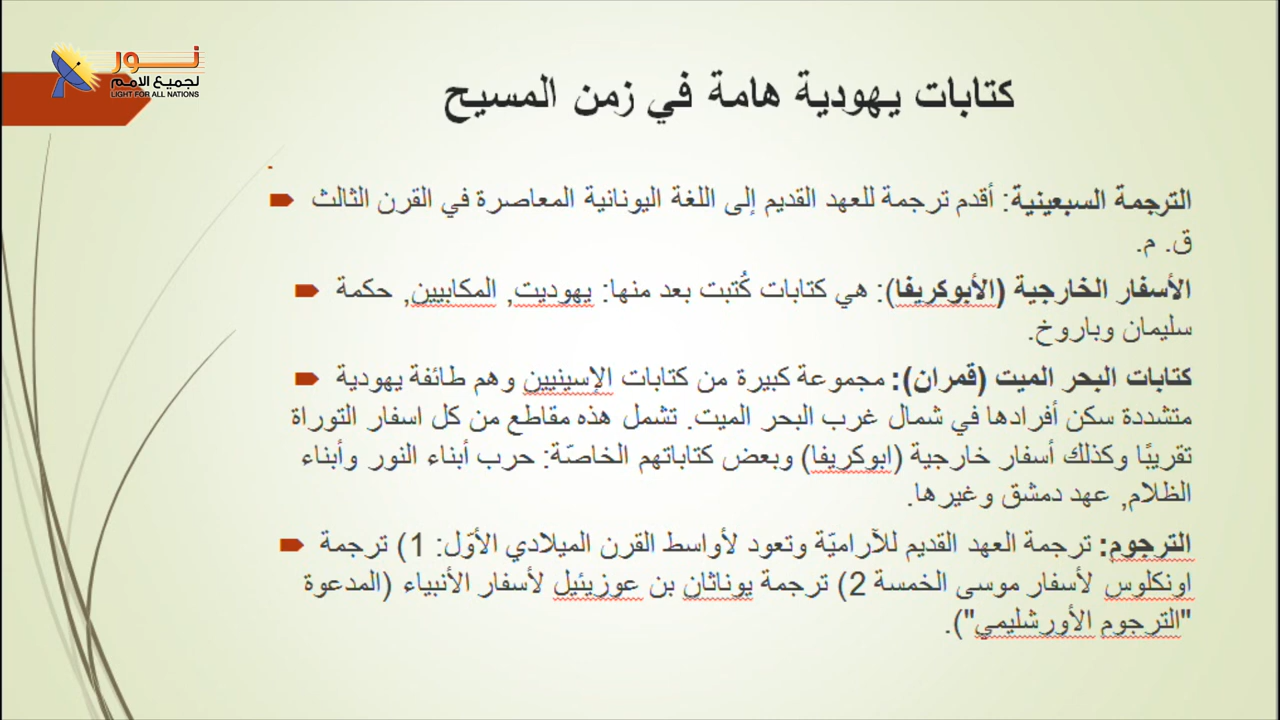 نور
لجميع الامم
LIGHT FOR ALL NATIONS
كتابات يهودية هامة في زمن المسيح
الترجمة السبعينية: أقدم ترجمة للعهد القديم إلى اللغة اليونانية المعاصرة في القرن الثالث
ق. م.
الأسفار الخارجية (الأبوكريفا): هي كتابات كُتبت بعد منها: يهوديت, المكابيين, حكمة
سليمان وباروخ.
كتابات البحر الميت (قمران): مجموعة كبيرة من كتابات الإسينيين وهم طائفة يهودية
متشددة سكن أفرادها في شمال غرب البحر الميت. تشمل هذه مقاطع من كل اسفار التوراة
تقريبًا وكذلك أسفار خارجية (ابوكريفا) وبعض كتاباتهم الخاصّة: حرب أبناء النور وأبناء
الظلام, عهد دمشق وغيرها.
الترجوم: ترجمة العهد القديم للآراميّة وتعود لأواسط القرن الميلادي الأوّل: 1) ترجمة
اونكلوس لأسفار موسى الخمسة 2) ترجمة يوناثان بن عوزيئيل لأسفار الأنبياء (المدعوة
"الترجوم الأورشليمي").